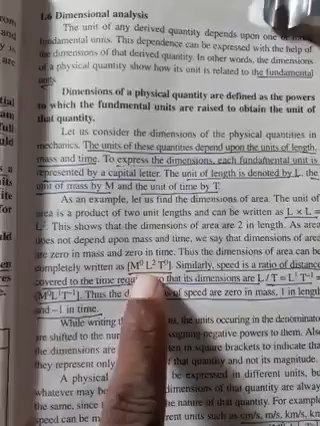 1.6 Dimensional analysis
The unit of any derived quantity depends upon one or
fundamental units. This dependence can be expressed with the help of
the dimensions of that derived quantity. In other words, the dimensions
of a physical quantity show how its unit is related to the fundamental
units.
Dimensions of a physical quantity are defined as the powers
to which the fundmental units are raised to obtain the unit of
that quantity.
Let us consider the dimensions of the physical quantities in
mechanics. The units of these quantities depend upon the units of length,
mass and time. To express the dimensions, each fundamental unit is
represented by a capital letter. The unit of length is denoted by L, the
unit of mass by M and the unit of time by T.
As an example, let us find the dimensions of area. The unit of
area is a product of two unit lengths and can be written as L × L =
L². This shows that the dimensions of area are 2 in length. As area
does not depend upon mass and time, we say that dimensions of area
are zero in mass and zero in time. Thus the dimensions of area can be
completely written as [M⁰ L² T⁰]. Similarly, speed is a ratio of distance
covered to the time so that its dimensions are L / T = L¹ T⁻¹ =
[M⁰L¹T⁻¹]. Thus the of speed are zero in mass, 1 in length
and −1 in time.
While writing the units occuring in the denominato
are shifted to the assigning negative powers to them. Als
the dimensions are in square brackets to indicate tha
they represent only of that quantity and not its magnitude.
A physical be expressed in different units, bu
whatever may be dimensions of that quantity are alway
the same, since the nature of that quantity. For example
speed can be units such as cm/s, m/s, km/s, km